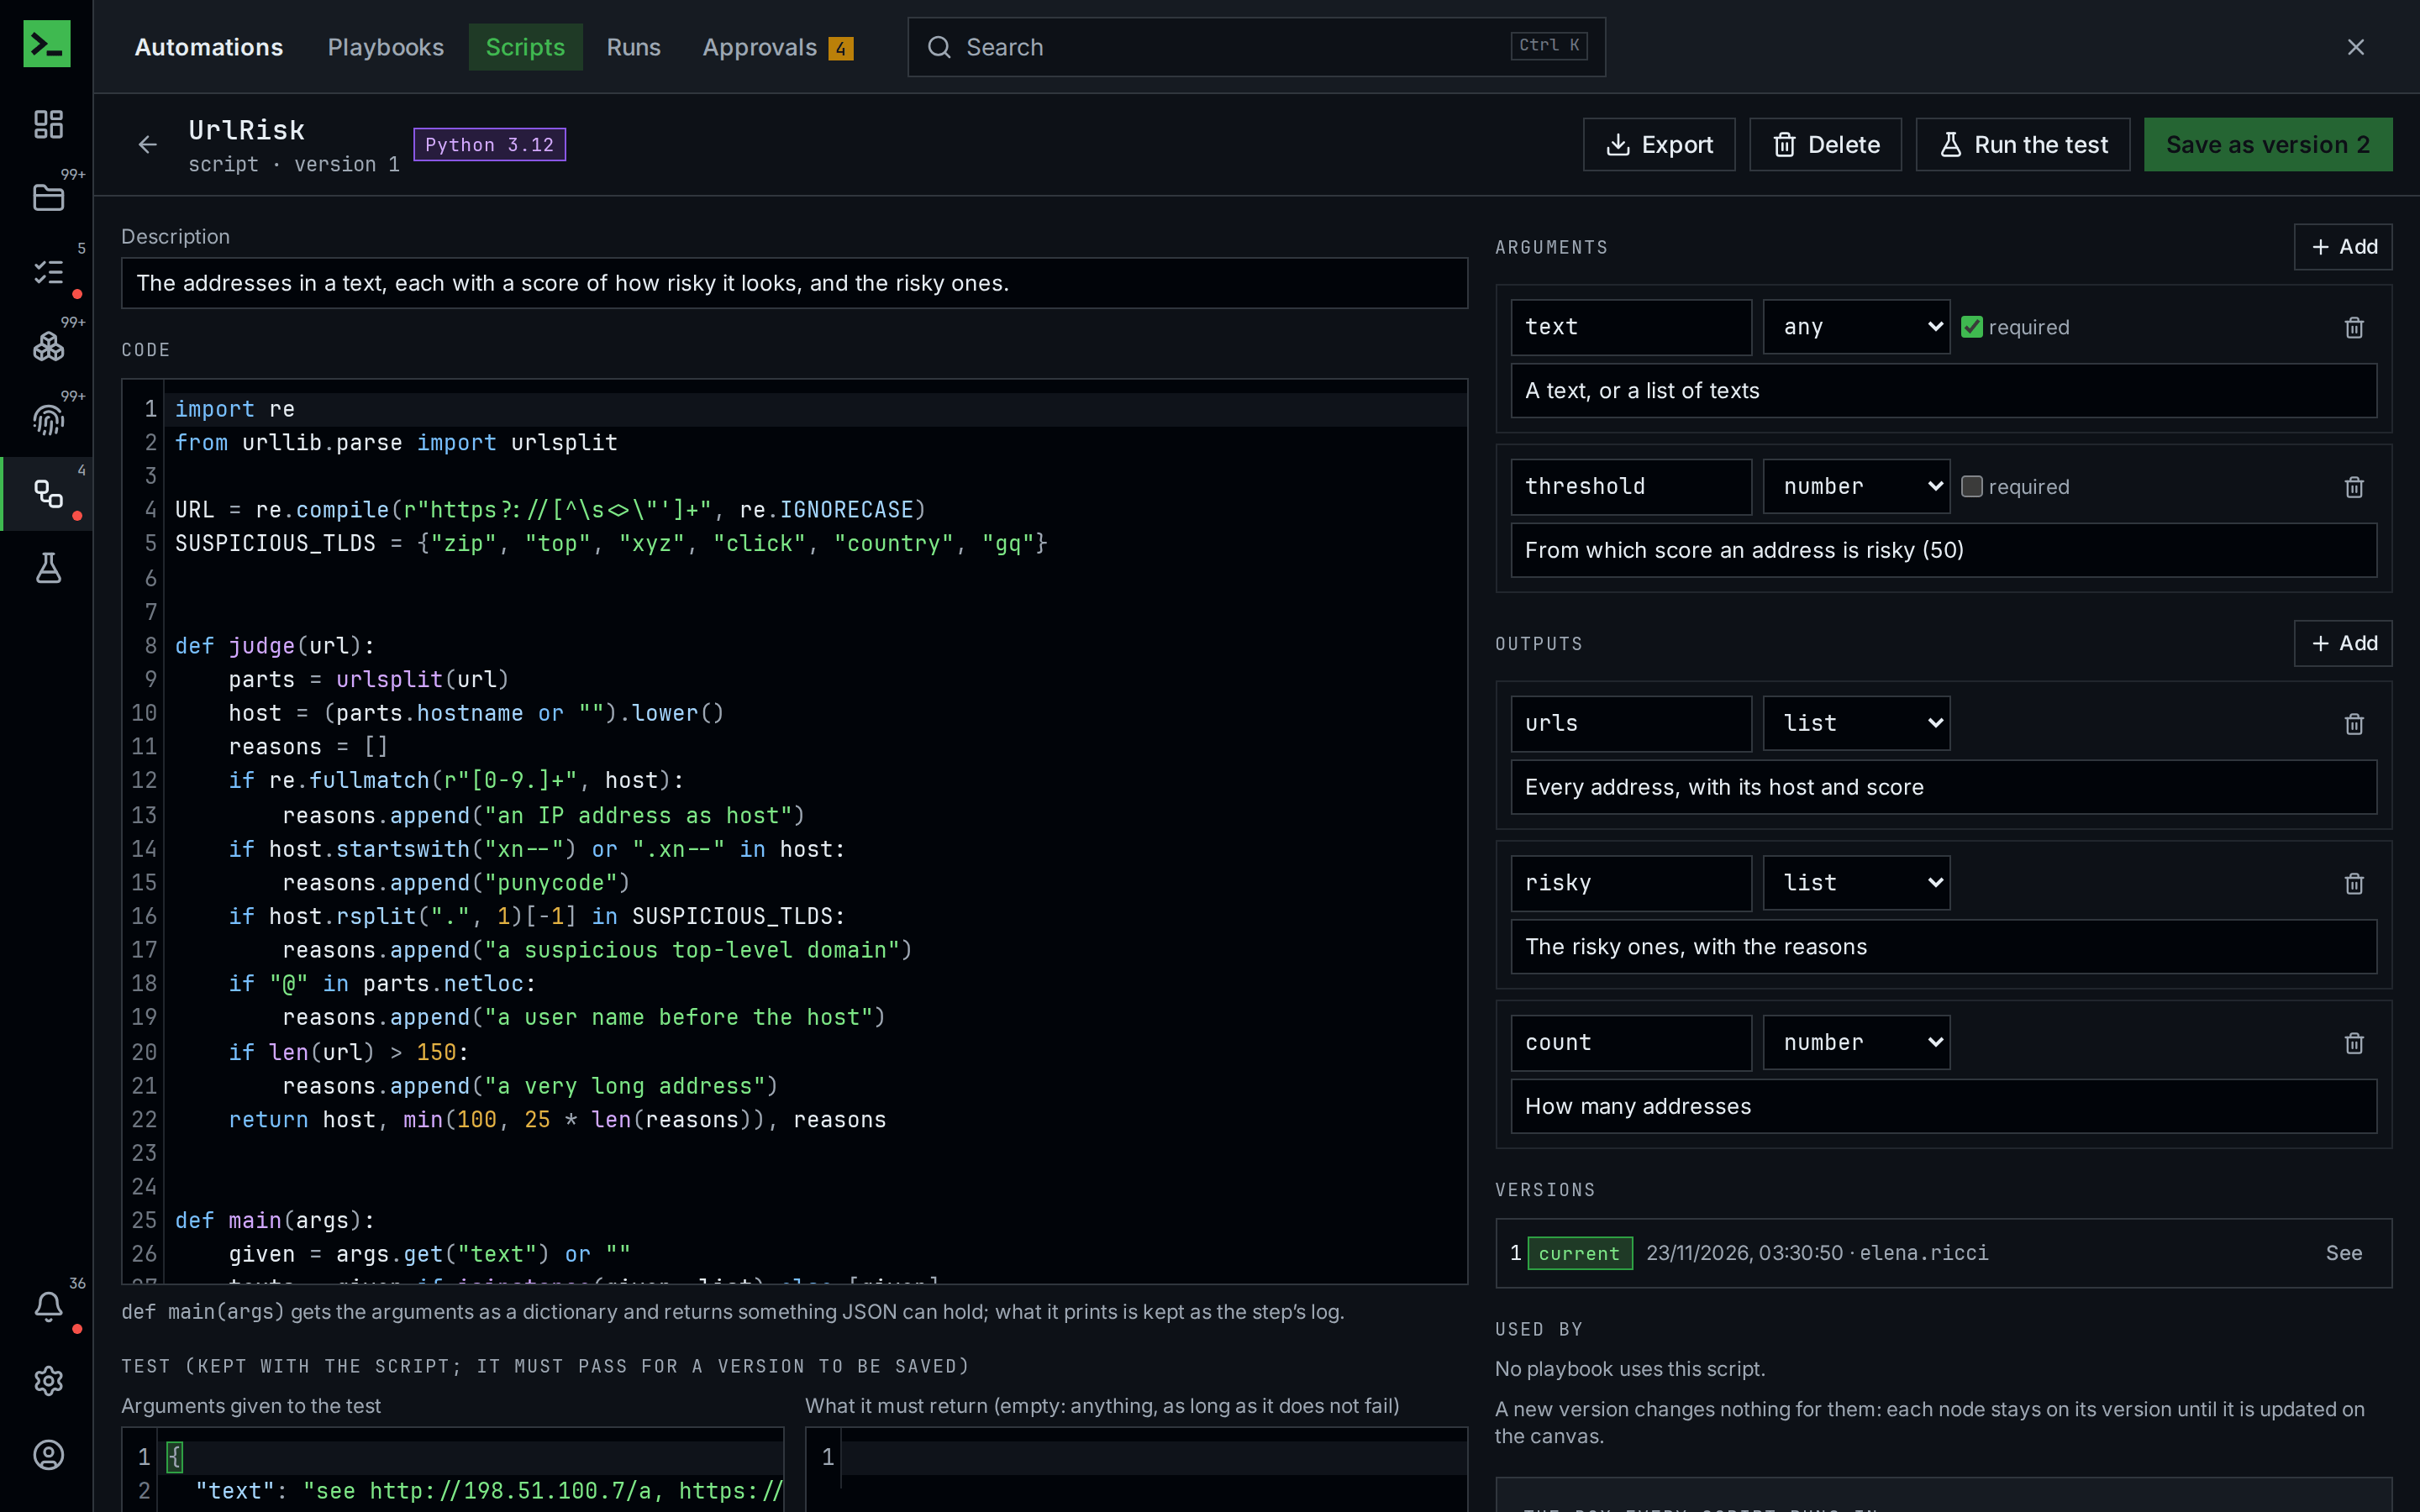 Automations
Playbooks
Scripts
Runs
Approvals 4
Search
Ctrl K
99+
5
99+
99+
4
36
UrlRisk
script · version 1
Python 3.12
Export
Delete
Run the test
Save as version 2
Description
The addresses in a text, each with a score of how risky it looks, and the risky ones.
CODE
1 import re
2 from urllib.parse import urlsplit
3
4 URL = re.compile(r"https?://[^\s<>\"']+", re.IGNORECASE)
5 SUSPICIOUS_TLDS = {"zip", "top", "xyz", "click", "country", "gq"}
6
7
8 def judge(url):
9     parts = urlsplit(url)
10     host = (parts.hostname or "").lower()
11     reasons = []
12     if re.fullmatch(r"[0-9.]+", host):
13         reasons.append("an IP address as host")
14     if host.startswith("xn--") or ".xn--" in host:
15         reasons.append("punycode")
16     if host.rsplit(".", 1)[-1] in SUSPICIOUS_TLDS:
17         reasons.append("a suspicious top-level domain")
18     if "@" in parts.netloc:
19         reasons.append("a user name before the host")
20     if len(url) > 150:
21         reasons.append("a very long address")
22     return host, min(100, 25 * len(reasons)), reasons
23
24
25 def main(args):
26     given = args.get("text") or ""
def main(args) gets the arguments as a dictionary and returns something JSON can hold; what it prints is kept as the step's log.
TEST (KEPT WITH THE SCRIPT; IT MUST PASS FOR A VERSION TO BE SAVED)
Arguments given to the test
1 {
2   "text": "see http://198.51.100.7/a, https://
What it must return (empty: anything, as long as it does not fail)
1
ARGUMENTS
Add
text
any
required
A text, or a list of texts
threshold
number
required
From which score an address is risky (50)
OUTPUTS
Add
urls
list
Every address, with its host and score
risky
list
The risky ones, with the reasons
count
number
How many addresses
VERSIONS
1 current 23/11/2026, 03:30:50 · elena.ricci See
USED BY
No playbook uses this script.
A new version changes nothing for them: each node stays on its version until it is updated on
the canvas.